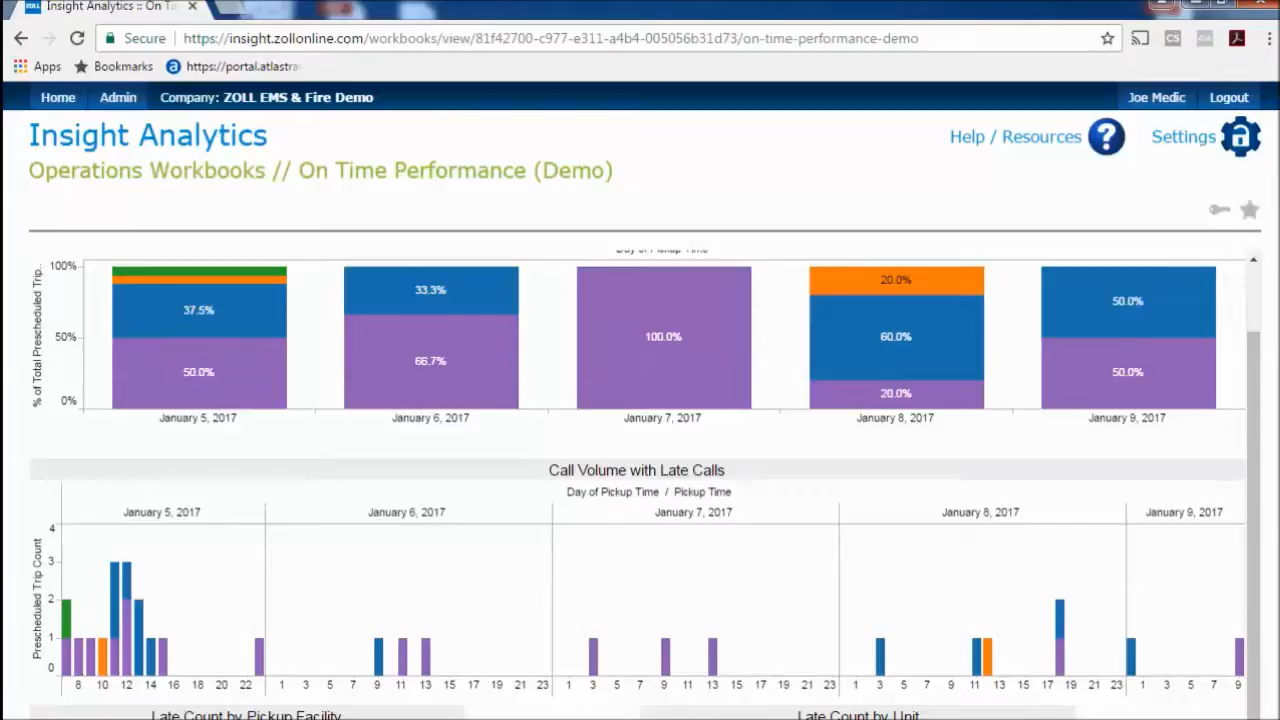 ZOLL Insight Analytics :: On Ti
Secure https://insight.zollonline.com/workbooks/view/81f42700-c977-e311-a4b4-005056b31d73/on-time-performance-demo
CS
Apps Bookmarks https://portal.atlastra
Home Admin Company: ZOLL EMS & Fire Demo Joe Medic Logout
Insight Analytics Help / Resources ? Settings
Operations Workbooks // On Time Performance (Demo)
Day of Pickup Time
% of Total Prescheduled Trip..
100% 20.0%
33.3% 50.0%
37.5%
50% 100.0% 60.0%
66.7%
50.0% 50.0%
20.0%
0%
January 5, 2017 January 6, 2017 January 7, 2017 January 8, 2017 January 9, 2017
Call Volume with Late Calls
Day of Pickup Time / Pickup Time
January 5, 2017 January 6, 2017 January 7, 2017 January 8, 2017 January 9, 2017
Prescheduled Trip Count
4
3
2
1
0
8 10 12 14 16 18 20 22 1 3 5 7 9 11 13 15 17 19 21 23 1 3 5 7 9 11 13 15 17 19 21 23 1 3 5 7 9 11 13 15 17 19 21 23 1 3 5 7 9
Late Count by Pickup Facility Late Count by Unit